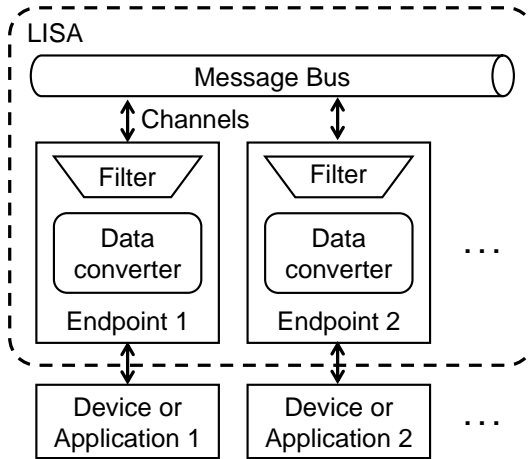 LISA
Message Bus
Channels
Filter
Filter
Data
converter
Data
converter
...
Endpoint 1
Endpoint 2
Device or
Application 1
Device or
Application 2
...